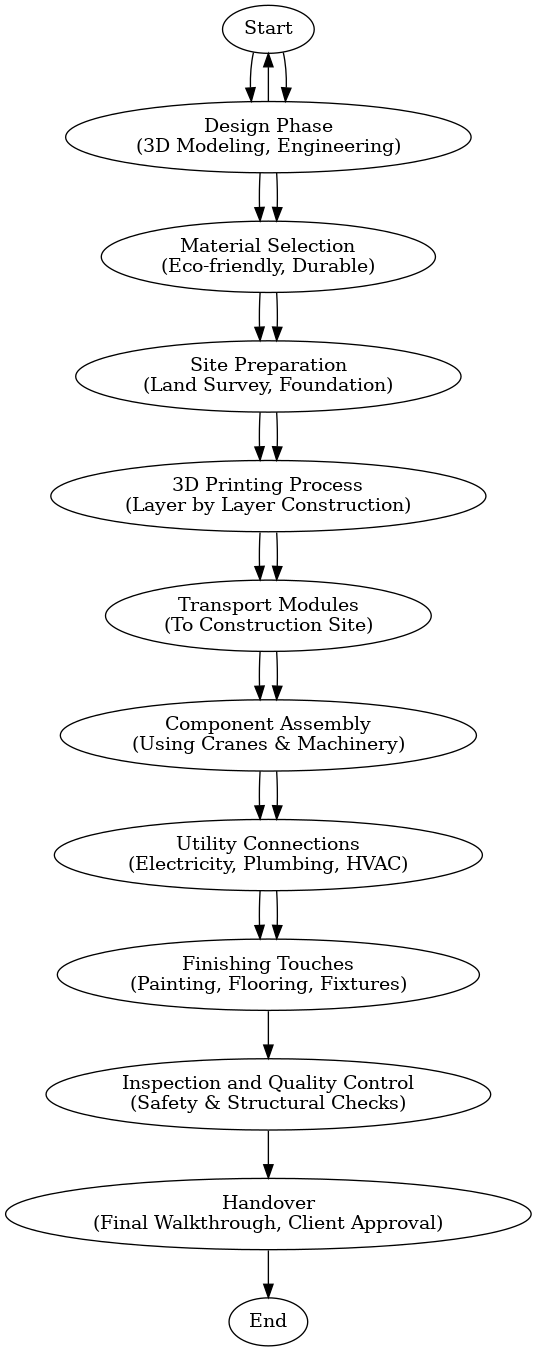 Start
Design Phase
(3D Modeling, Engineering)
Material Selection
(Eco-friendly, Durable)
Site Preparation
(Land Survey, Foundation)
3D Printing Process
(Layer by Layer Construction)
Transport Modules
(To Construction Site)
Component Assembly
(Using Cranes & Machinery)
Utility Connections
(Electricity, Plumbing, HVAC)
Finishing Touches
(Painting, Flooring, Fixtures)
Inspection and Quality Control
(Safety & Structural Checks)
Handover
(Final Walkthrough, Client Approval)
End